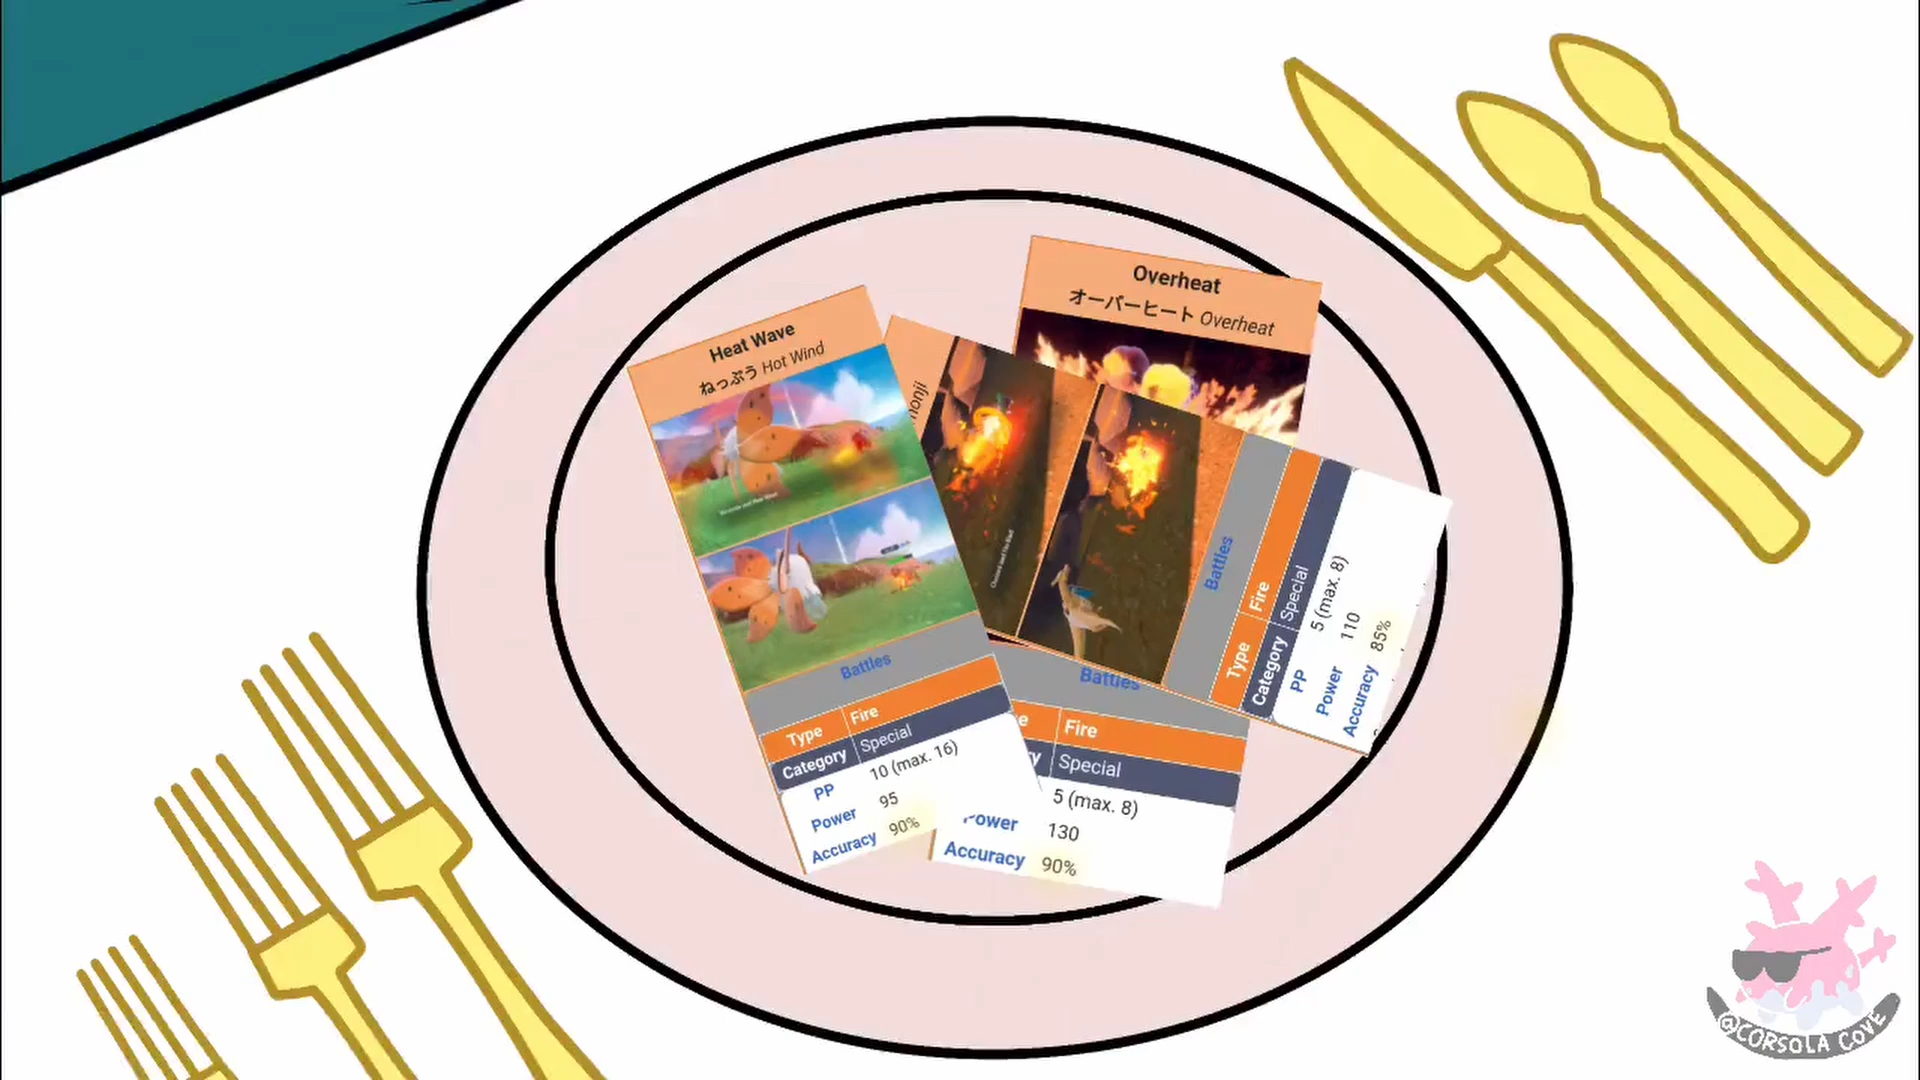 Heat Wave
ねっぷう Hot Wind
Battles
Type Fire
Category Special
PP 10 (max. 16)
Power 95
Accuracy 90%
Overheat
オーバーヒート Overheat
Battles
Fire
Special
5 (max. 8)
Power 130
Accuracy 90%
onji
Battles
Type Fire
Category Special
PP 5 (max. 8)
Power 110
Accuracy 85%
@CORSOLA COVE